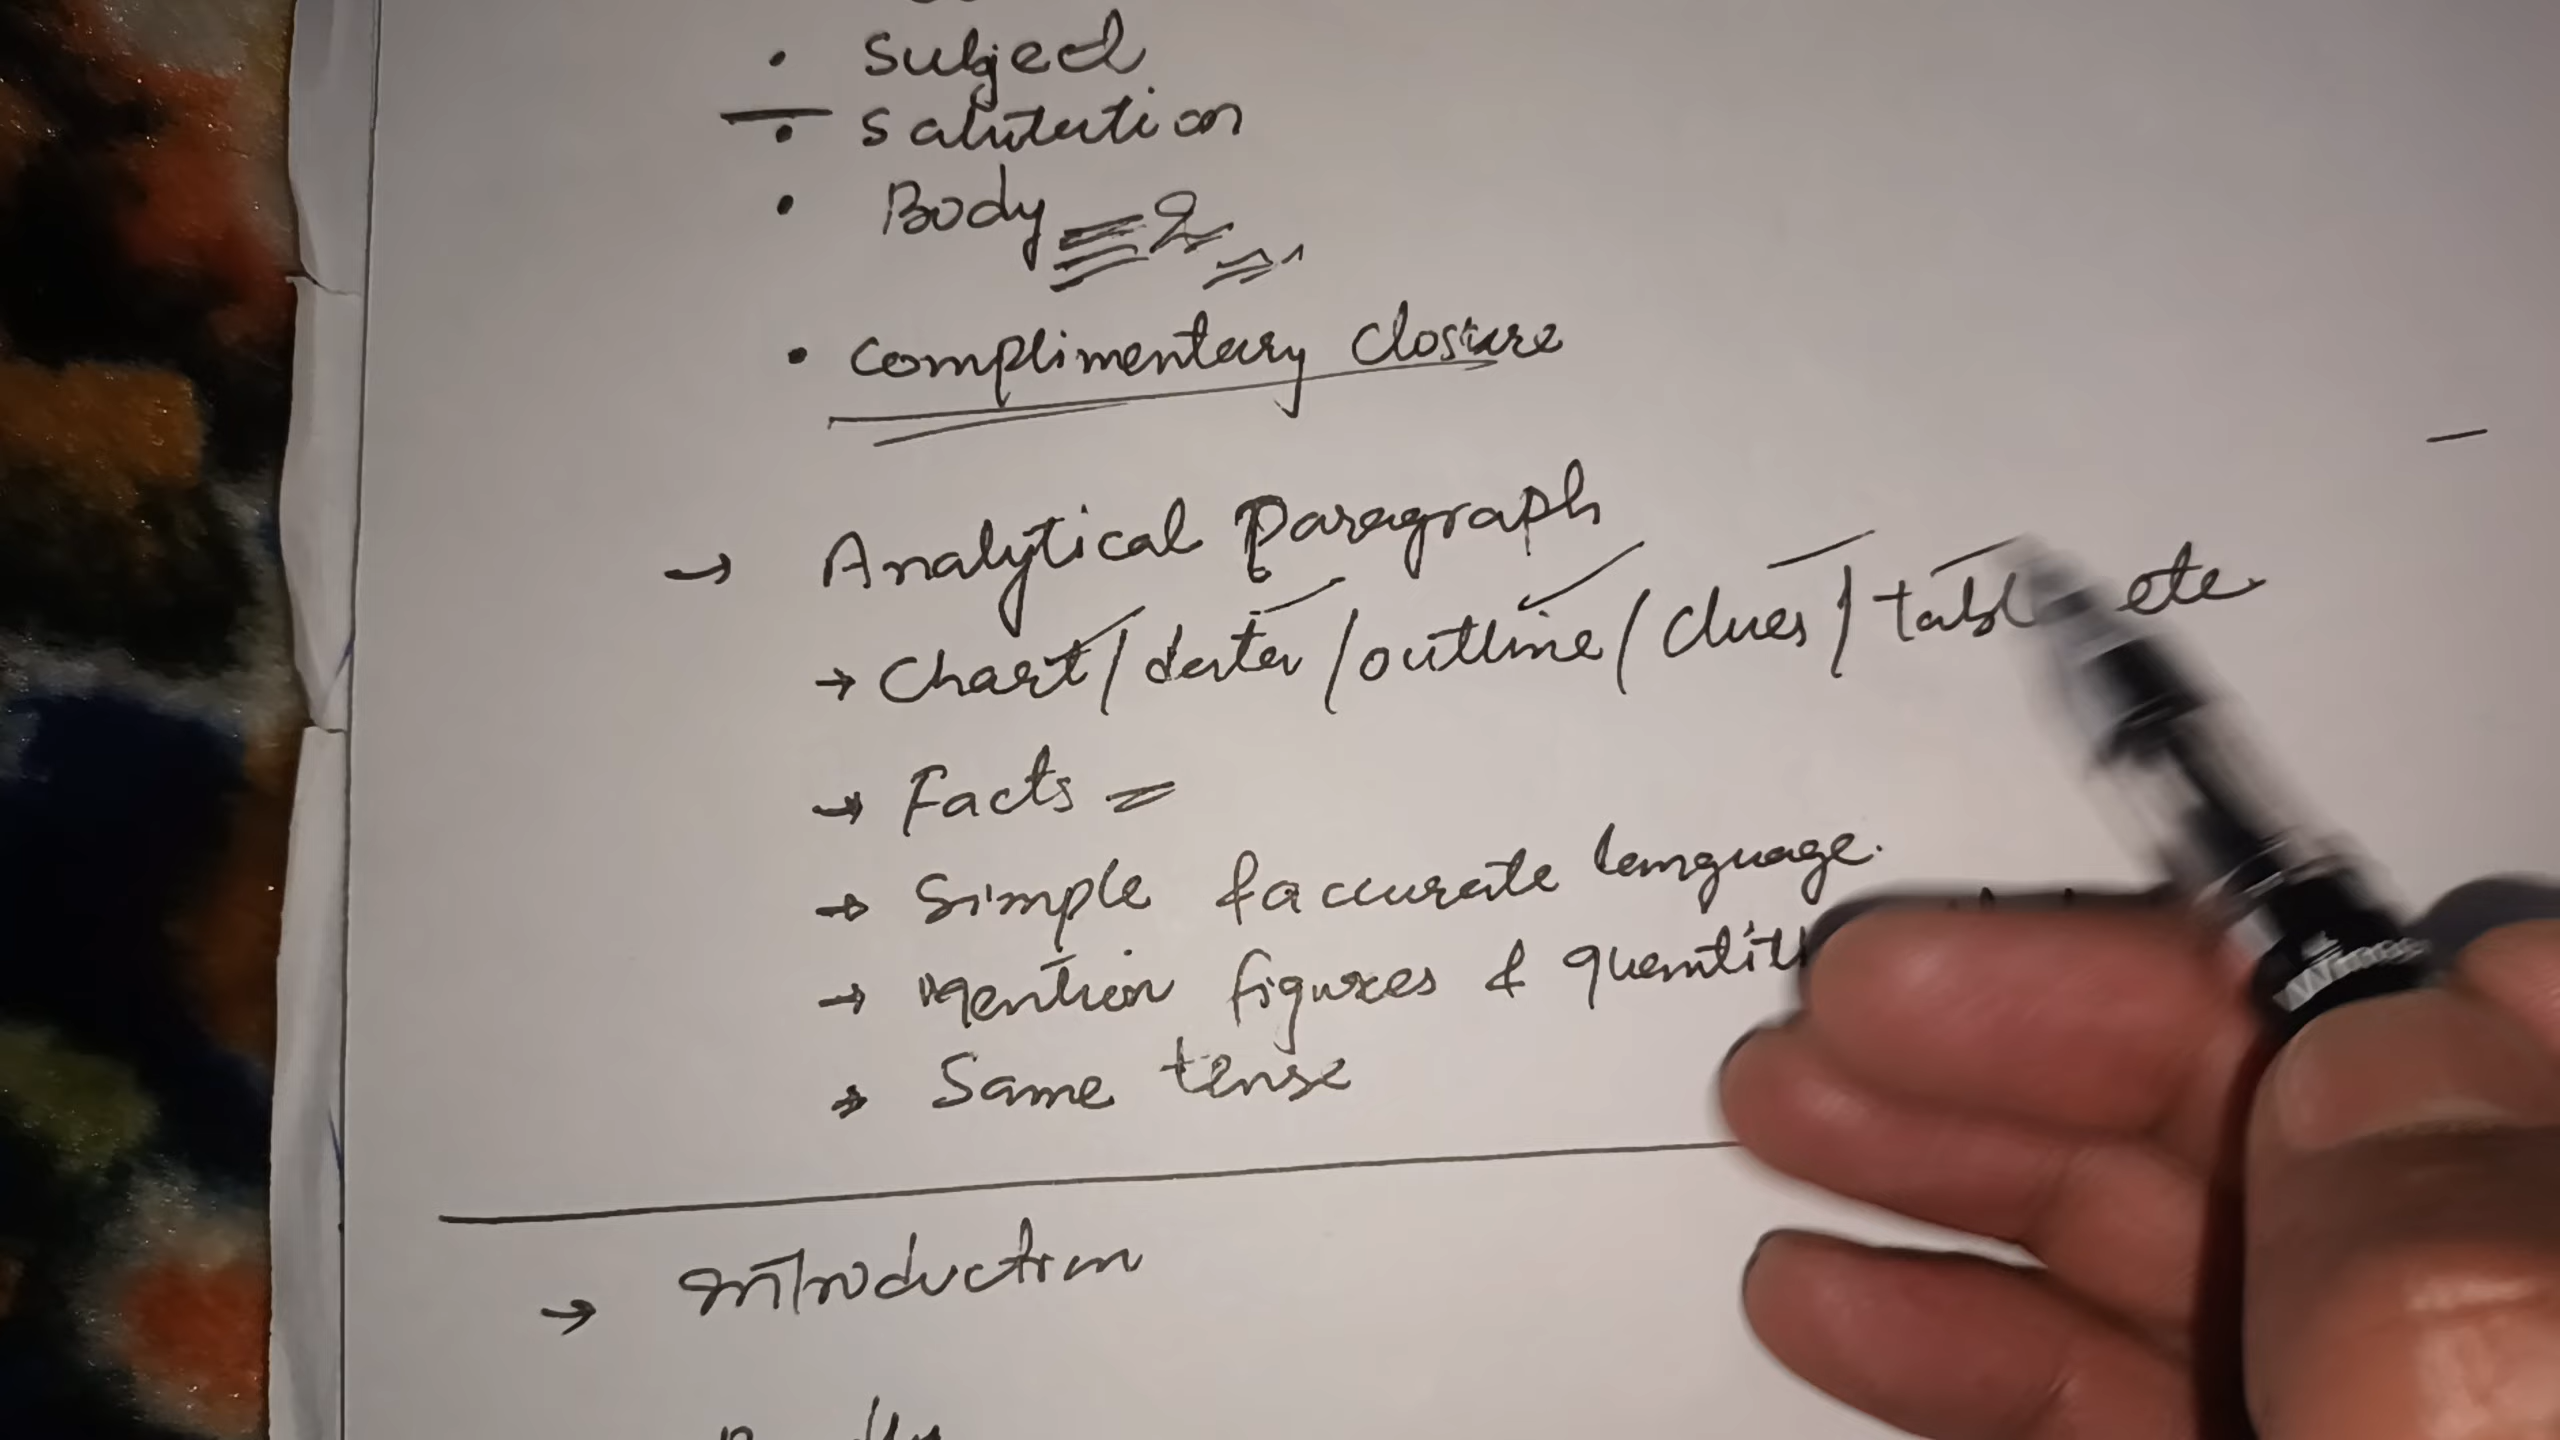 • Subject
• Salutation
• Body = 2
• Complimentary Closure
→ Analytical Paragraph
→ Chart / data / outline / clues / table etc
→ Facts =
→ Simple & accurate language.
→ Mention figures &
→ Same tense
→ Introduction